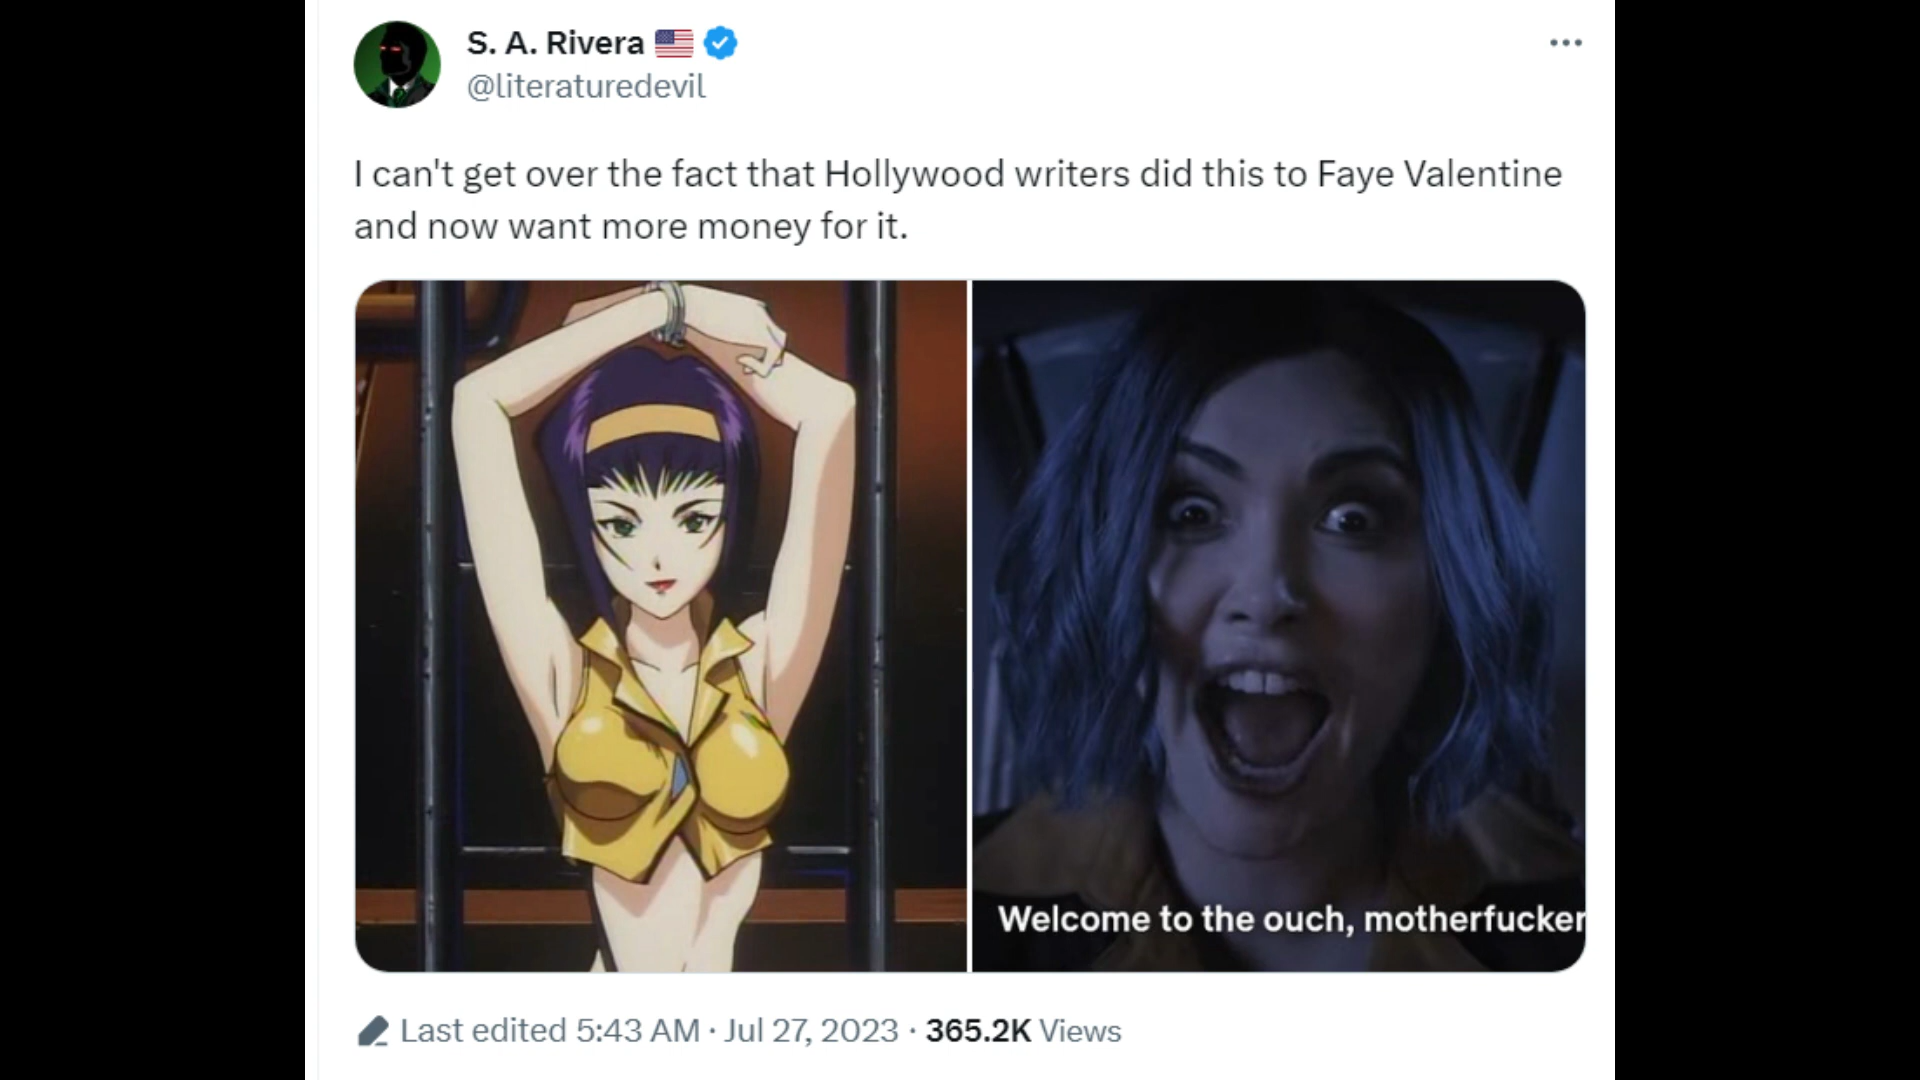 S. A. Rivera
@literaturedevil
I can't get over the fact that Hollywood writers did this to Faye Valentine
and now want more money for it.
Welcome to the ouch, motherfucker
Last edited 5:43 AM · Jul 27, 2023 · 365.2K Views